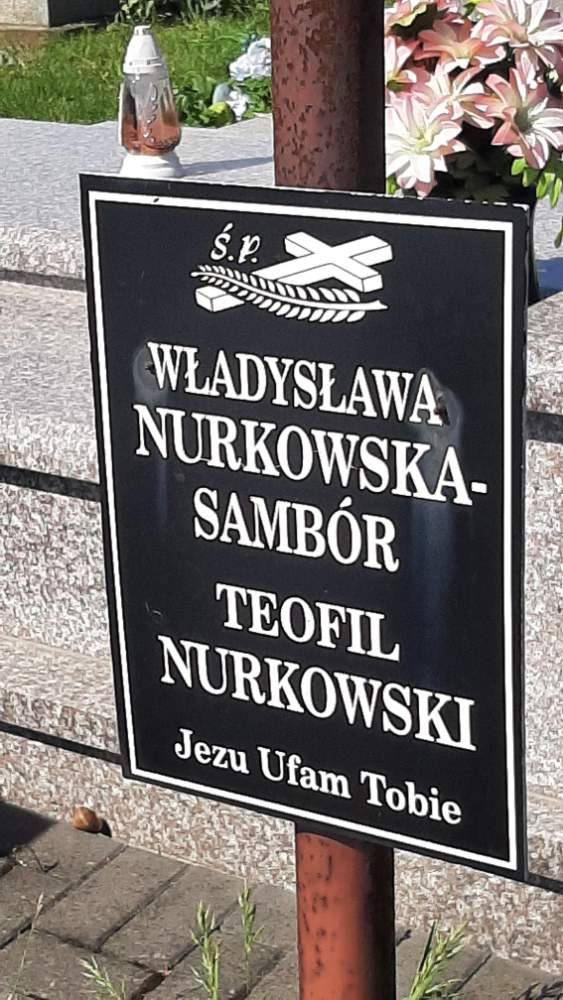 Ś.P.
WŁADYSŁAWA
NURKOWSKA-
SAMBÓR
TEOFIL
NURKOWSKI
Jezu Ufam Tobie